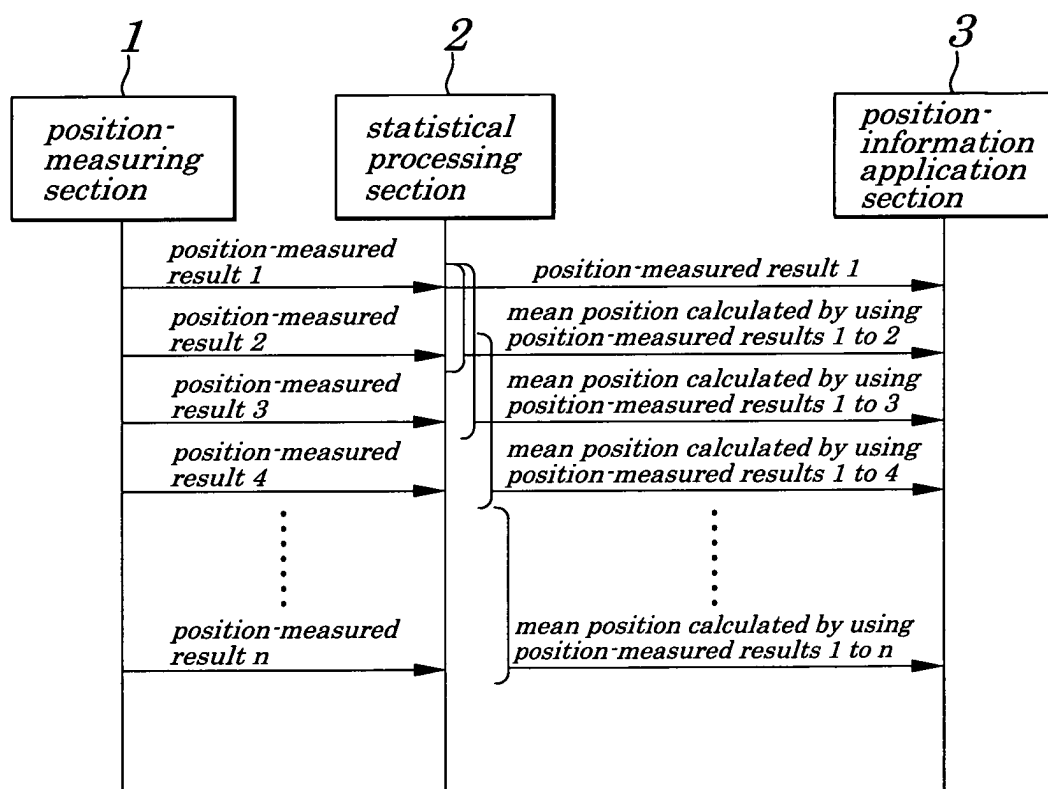 1
2
3
position-
measuring
section
statistical
processing
section
position-
information
application
section
position-measured
result 1
position-measured result 1
position-measured
result 2
mean position calculated by using
position-measured results 1 to 2
position-measured
result 3
mean position calculated by using
position-measured results 1 to 3
position-measured
result 4
mean position calculated by using
position-measured results 1 to 4
position-measured
result n
mean position calculated by using
position-measured results 1 to n